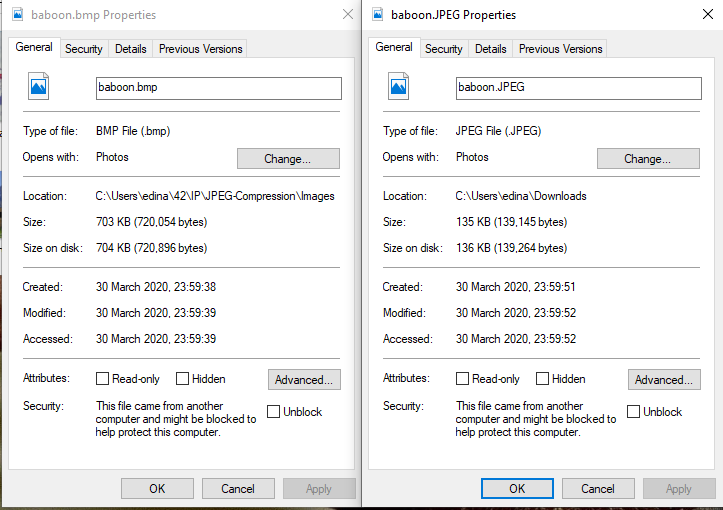 baboon.bmp Properties
General Security Details Previous Versions
baboon.bmp
Type of file: BMP File (.bmp)
Opens with: Photos Change...
Location: C:\Users\edina\42\IP\JPEG-Compression\Images
Size: 703 KB (720,054 bytes)
Size on disk: 704 KB (720,896 bytes)
Created: 30 March 2020, 23:59:38
Modified: 30 March 2020, 23:59:39
Accessed: 30 March 2020, 23:59:39
Attributes: Read-only Hidden Advanced...
Security: This file came from another
computer and might be blocked to
help protect this computer.
Unblock
OK Cancel Apply
baboon.JPEG Properties
General Security Details Previous Versions
baboon.JPEG
Type of file: JPEG File (.JPEG)
Opens with: Photos Change...
Location: C:\Users\edina\Downloads
Size: 135 KB (139,145 bytes)
Size on disk: 136 KB (139,264 bytes)
Created: 30 March 2020, 23:59:51
Modified: 30 March 2020, 23:59:52
Accessed: 30 March 2020, 23:59:52
Attributes: Read-only Hidden Advanced...
Security: This file came from another
computer and might be blocked to
help protect this computer.
Unblock
OK Cancel Apply